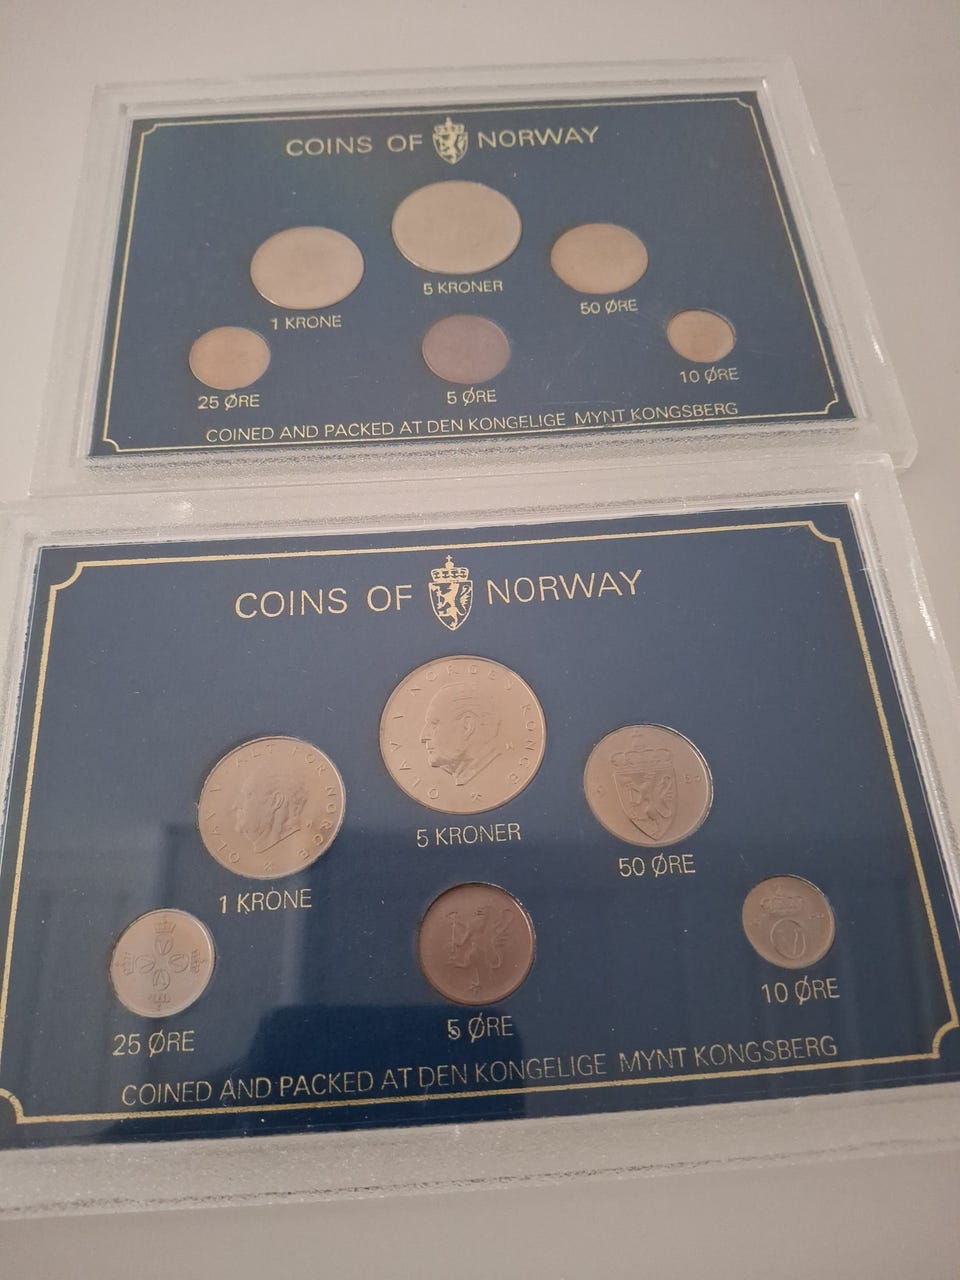 COINS OF NORWAY
5 KRONER
1 KRONE
50 ØRE
25 ØRE
5 ØRE
10 ØRE
COINED AND PACKED AT DEN KONGELIGE MYNT KONGSBERG
COINS OF NORWAY
OLAV V NORGES KONGE
OLAV V ALT FOR NORGE
5 KRONER
50 ØRE
1 KRONE
25 ØRE
5 ØRE
10 ØRE
COINED AND PACKED AT DEN KONGELIGE MYNT KONGSBERG